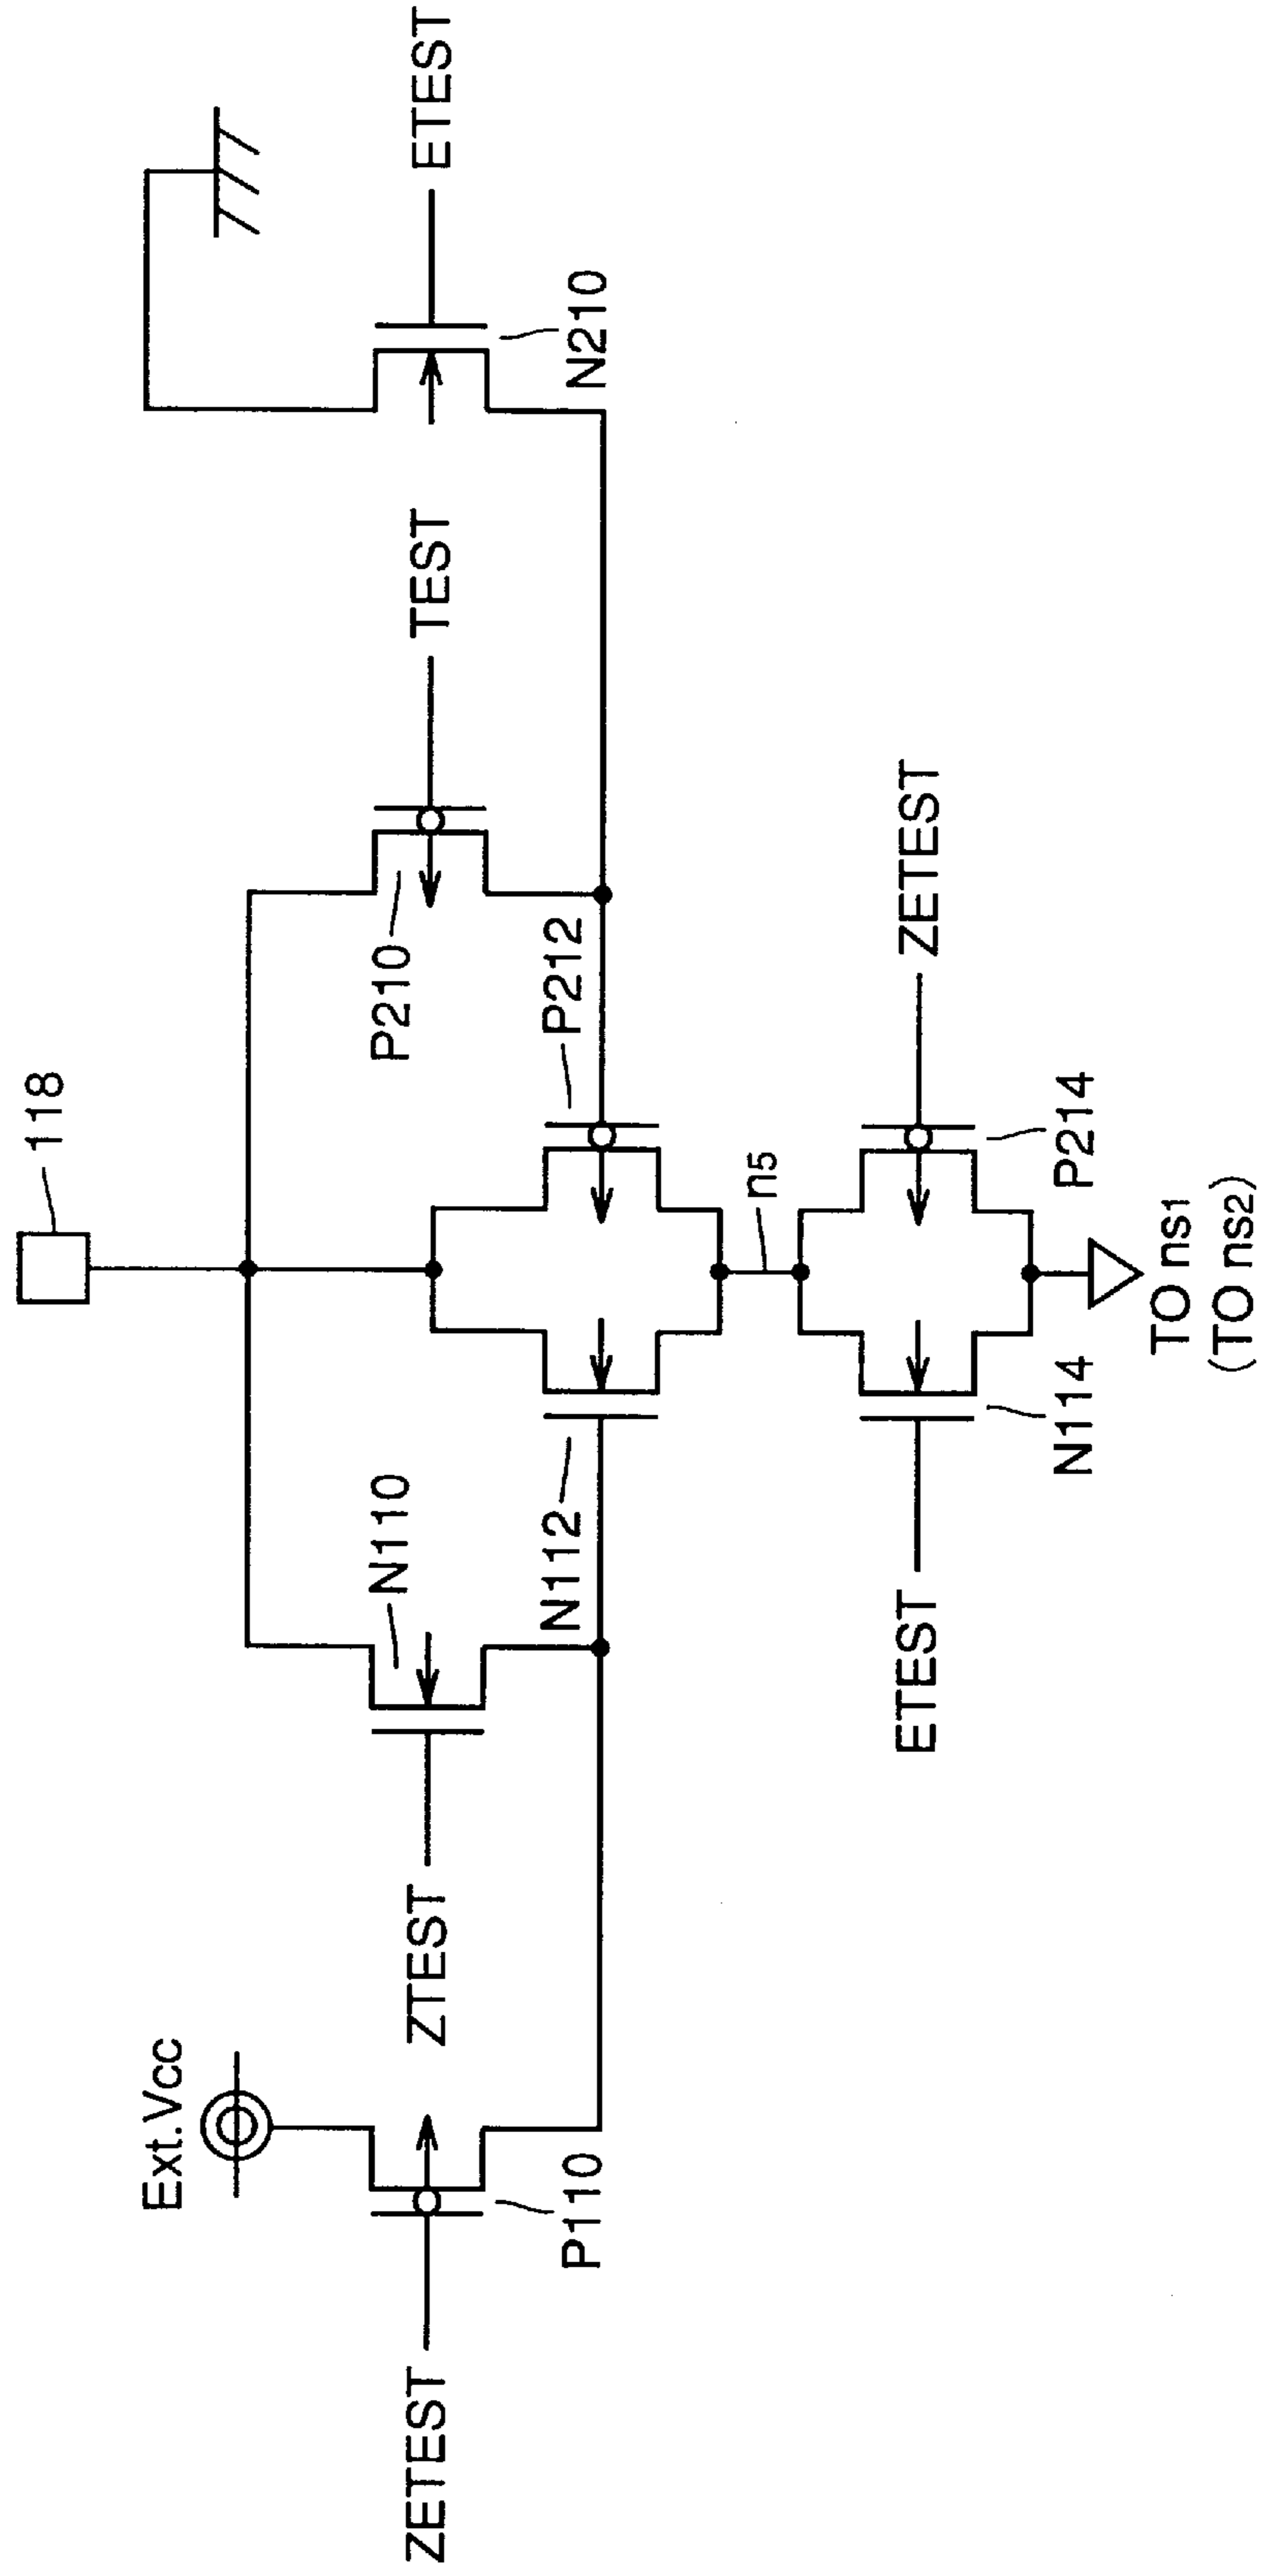 118
Ext.Vcc
ZETEST
P110
ZTEST
N110
P210
TEST
ETEST
N210
N112
P212
n5
ETEST
N114
P214
ZETEST
TO ns1
(TO ns2)